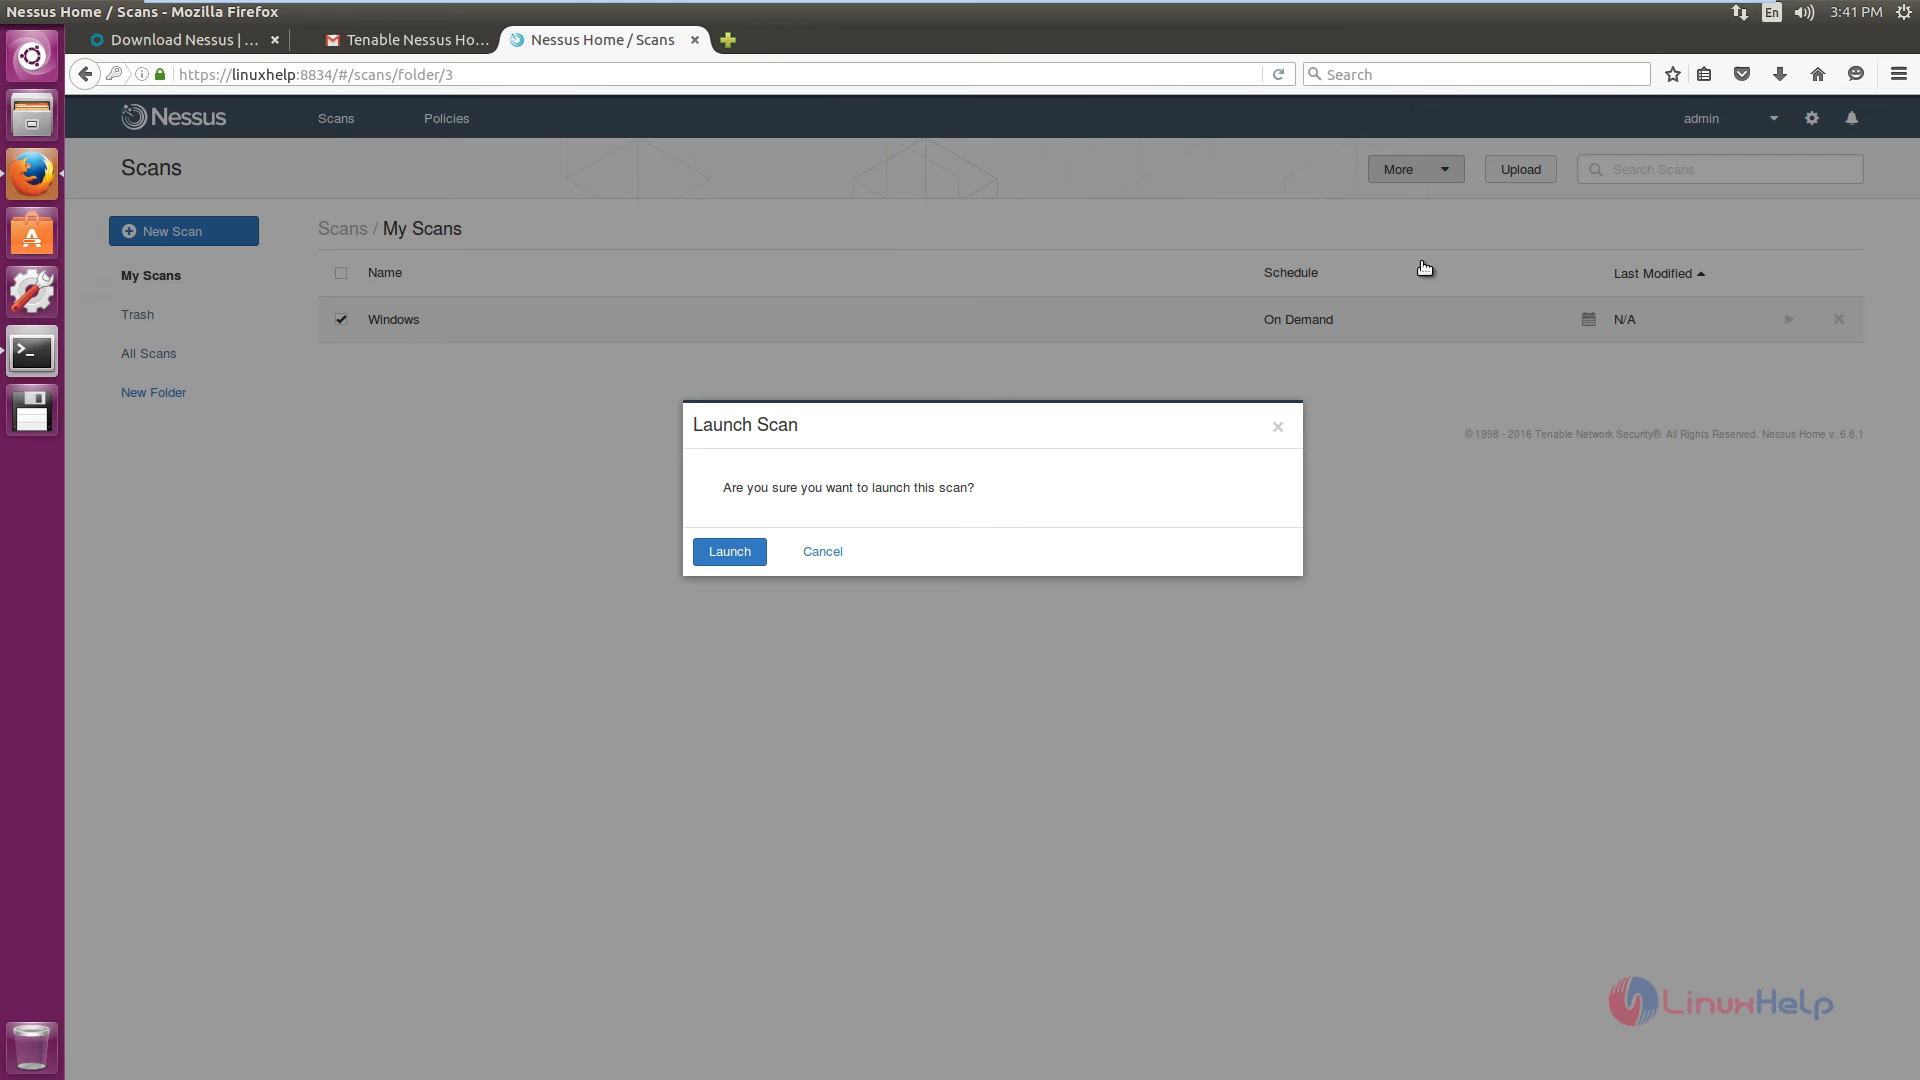 Nessus Home / Scans - Mozilla Firefox
En
3:41 PM
Download Nessus | ...
Tenable Nessus Ho...
Nessus Home / Scans
https://linuxhelp:8834/#/scans/folder/3
Search
Nessus
Scans
Policies
admin
Scans
More
Upload
Search Scans
New Scan
Scans / My Scans
My Scans
Name
Schedule
Last Modified
Trash
Windows
On Demand
N/A
All Scans
New Folder
Launch Scan
© 1998 - 2016 Tenable Network Security®. All Rights Reserved. Nessus Home v. 6.8.1
Are you sure you want to launch this scan?
Launch
Cancel
LinuxHelp